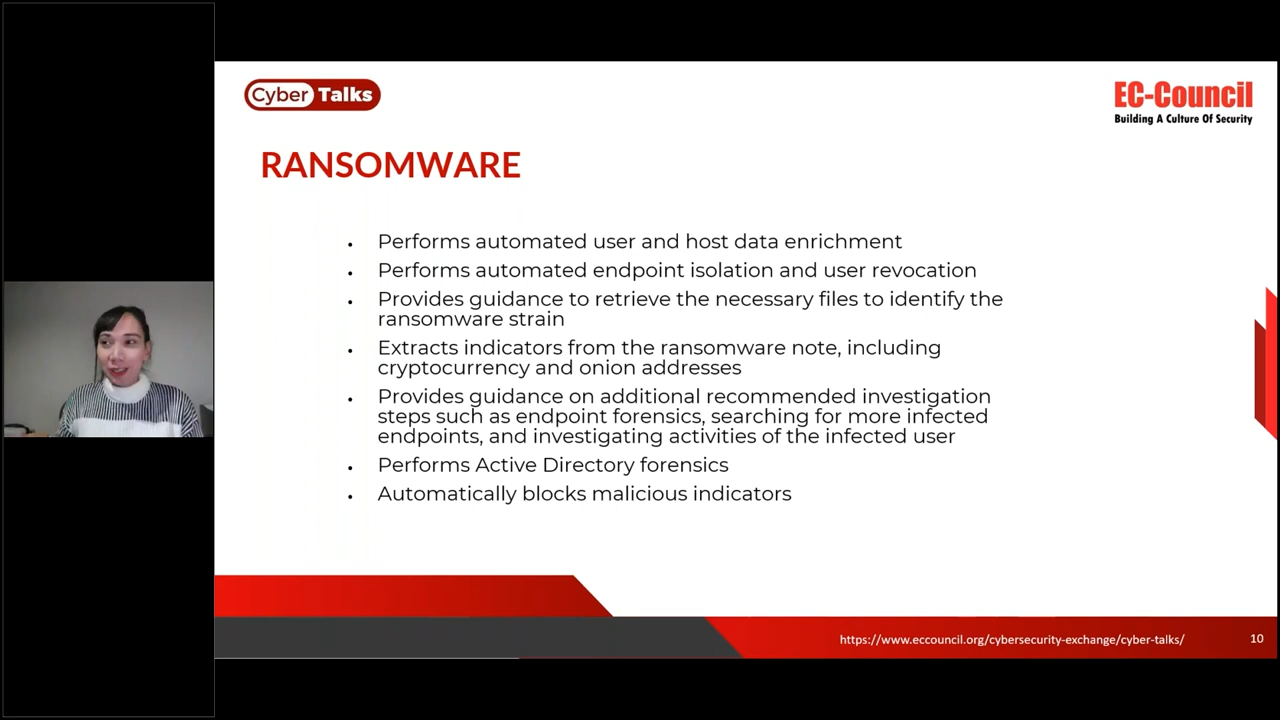 Cyber Talks
EC-Council
Building A Culture Of Security
RANSOMWARE
• Performs automated user and host data enrichment
• Performs automated endpoint isolation and user revocation
• Provides guidance to retrieve the necessary files to identify the
ransomware strain
• Extracts indicators from the ransomware note, including
cryptocurrency and onion addresses
• Provides guidance on additional recommended investigation
steps such as endpoint forensics, searching for more infected
endpoints, and investigating activities of the infected user
• Performs Active Directory forensics
• Automatically blocks malicious indicators
https://www.eccouncil.org/cybersecurity-exchange/cyber-talks/
10